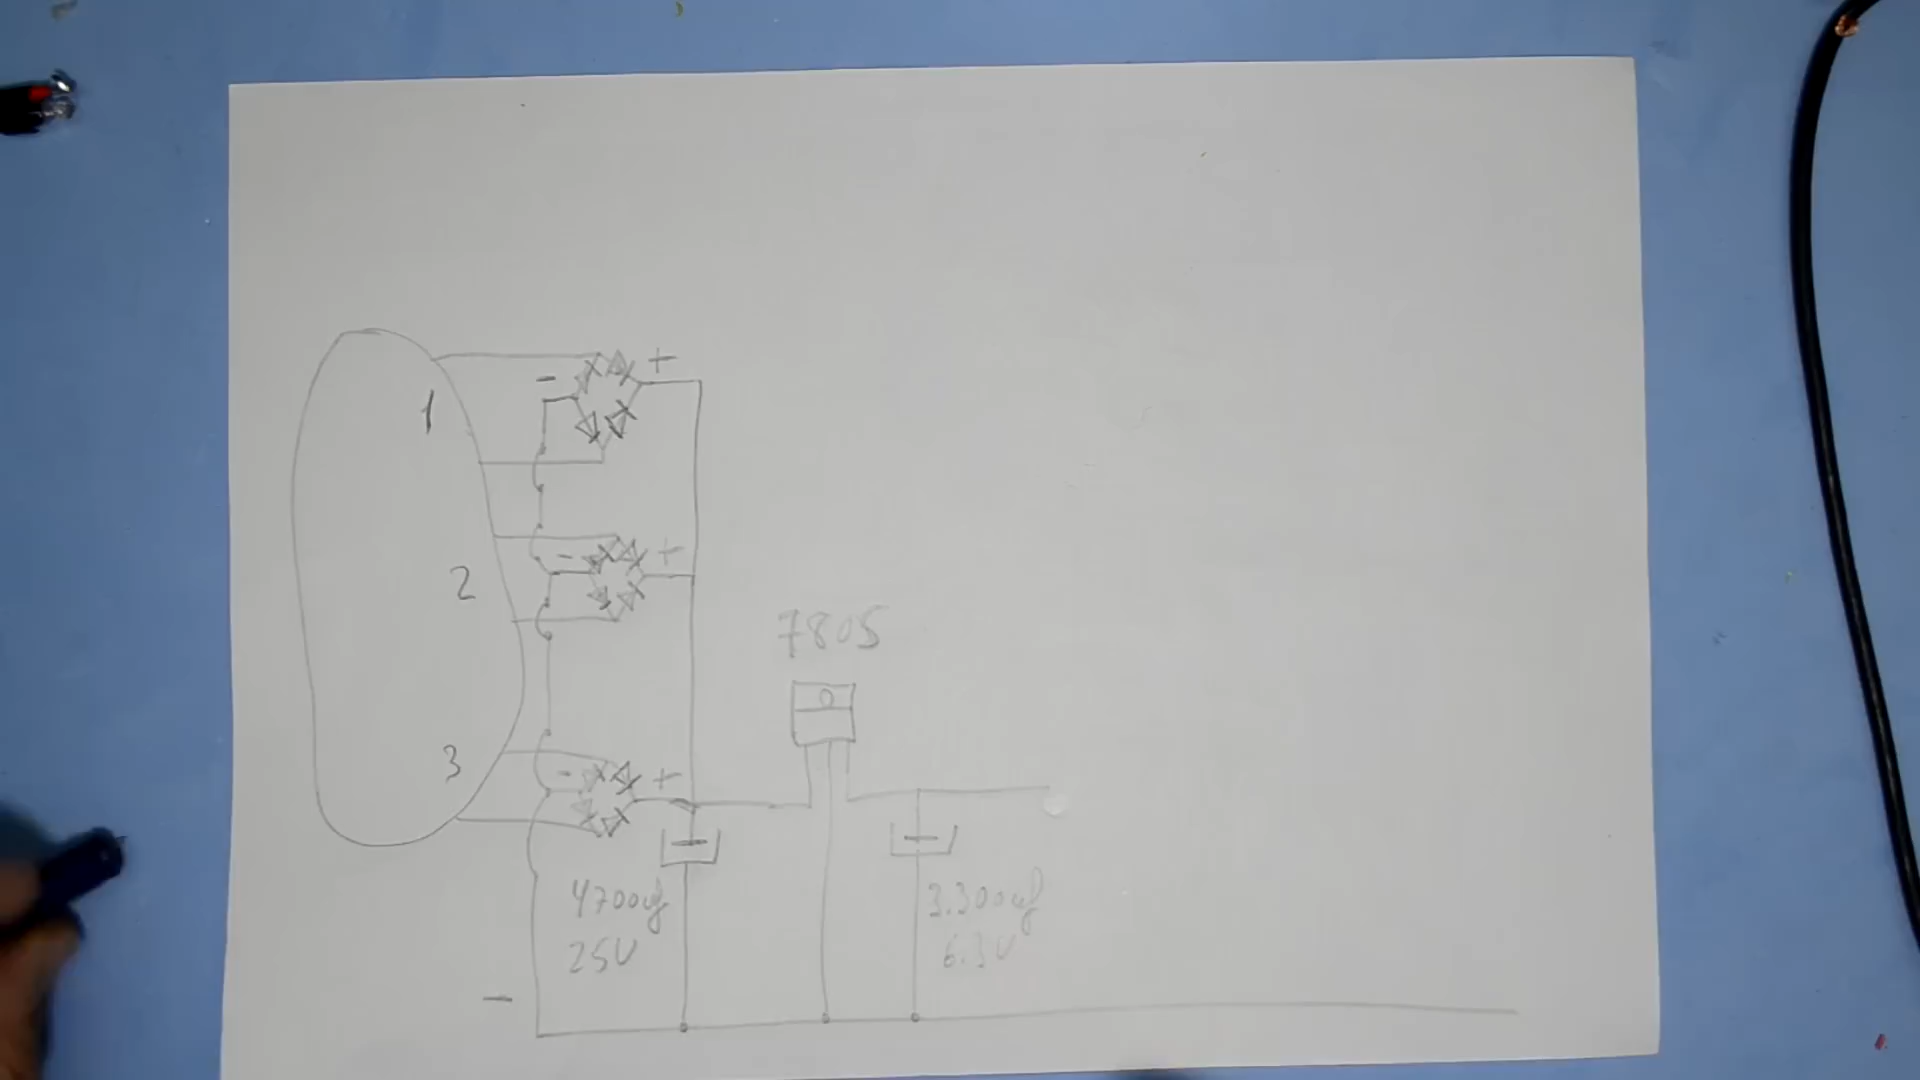 1
- +
2
- +
7805
3
- +
4700uf
25V
3.300uf
6.3V
-